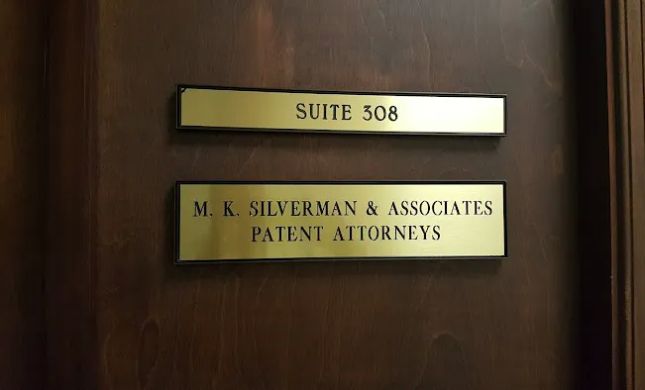 SUITE 308
M. K. SILVERMAN & ASSOCIATES
PATENT ATTORNEYS